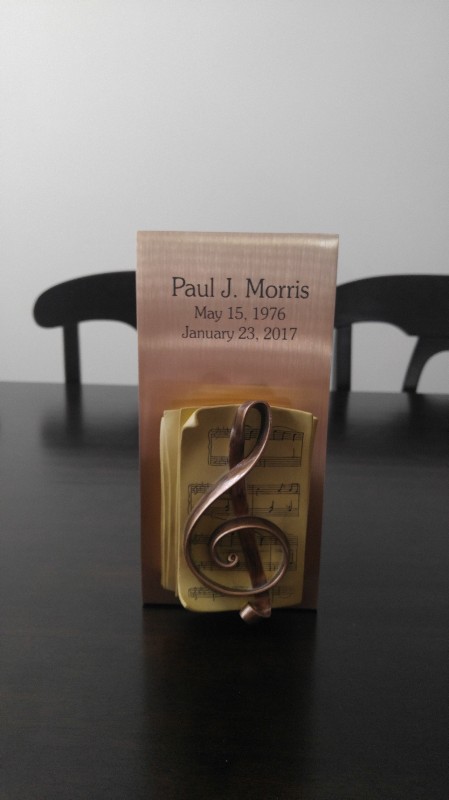 Paul J. Morris
May 15, 1976
January 23, 2017